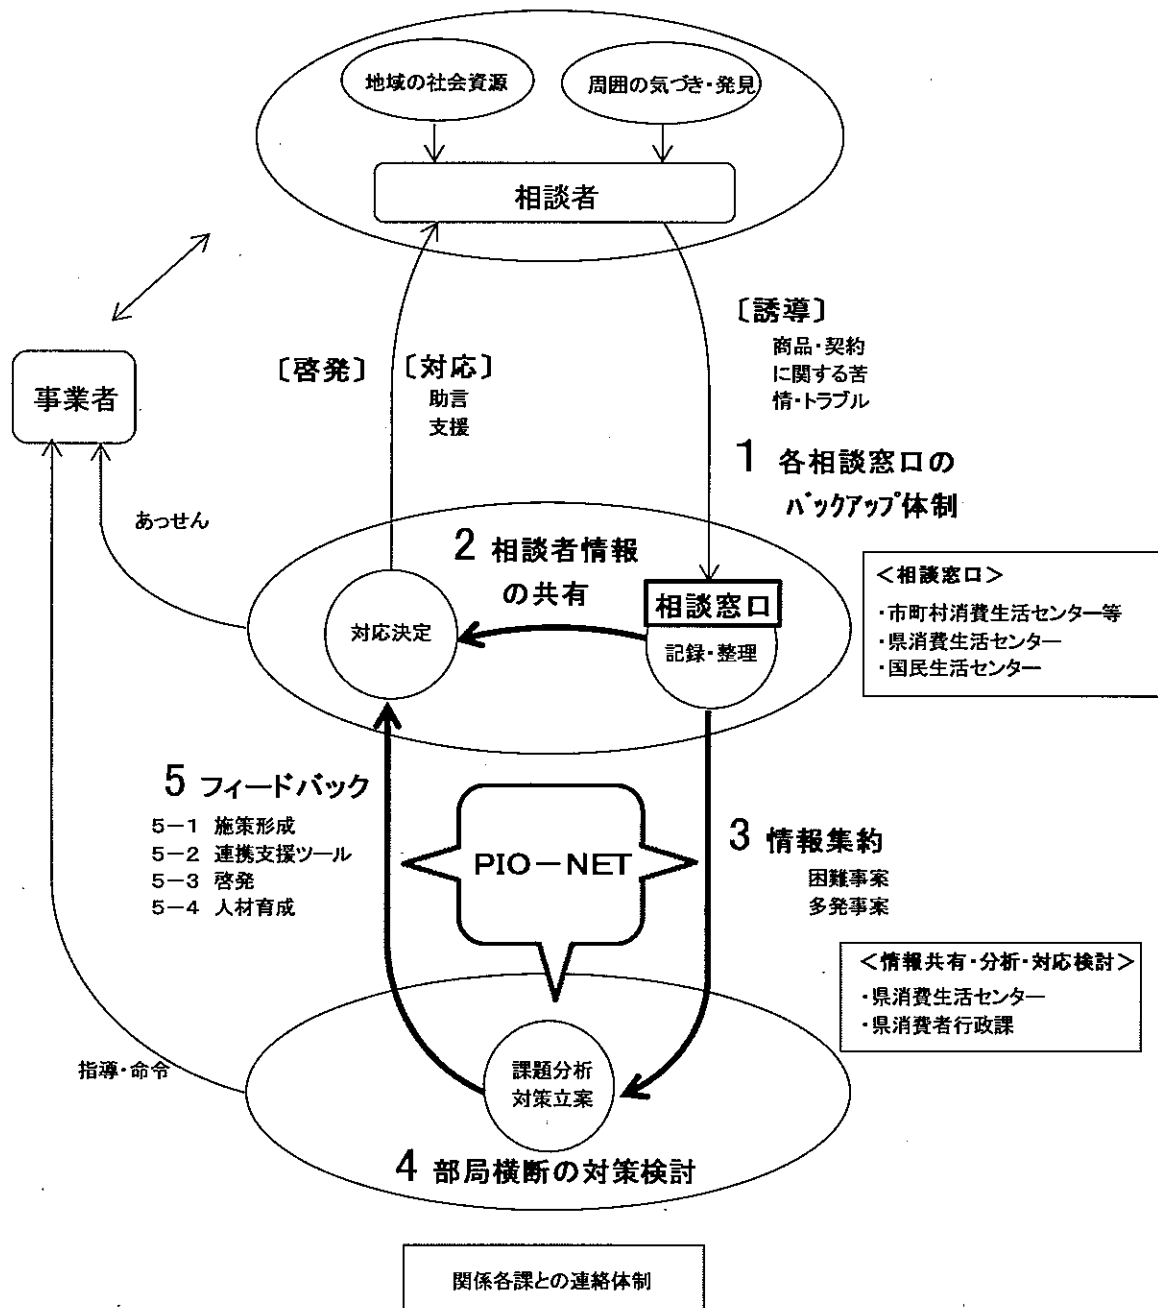 地域の社会資源
周囲の気づき・発見
相談者
〔誘導〕
商品・契約
に関する苦
情・トラブル
〔啓発〕
〔対応〕
助言
支援
事業者
1 各相談窓口の
バックアップ体制
あっせん
2 相談者情報
の共有
対応決定
相談窓口
記録・整理
＜相談窓口＞
・市町村消費生活センター等
・県消費生活センター
・国民生活センター
5 フィードバック
5－1 施策形成
5－2 連携支援ツール
5－3 啓発
5－4 人材育成
PIO－NET
3 情報集約
困難事案
多発事案
＜情報共有・分析・対応検討＞
・県消費生活センター
・県消費者行政課
指導・命令
課題分析
対策立案
4 部局横断の対策検討
関係各課との連絡体制